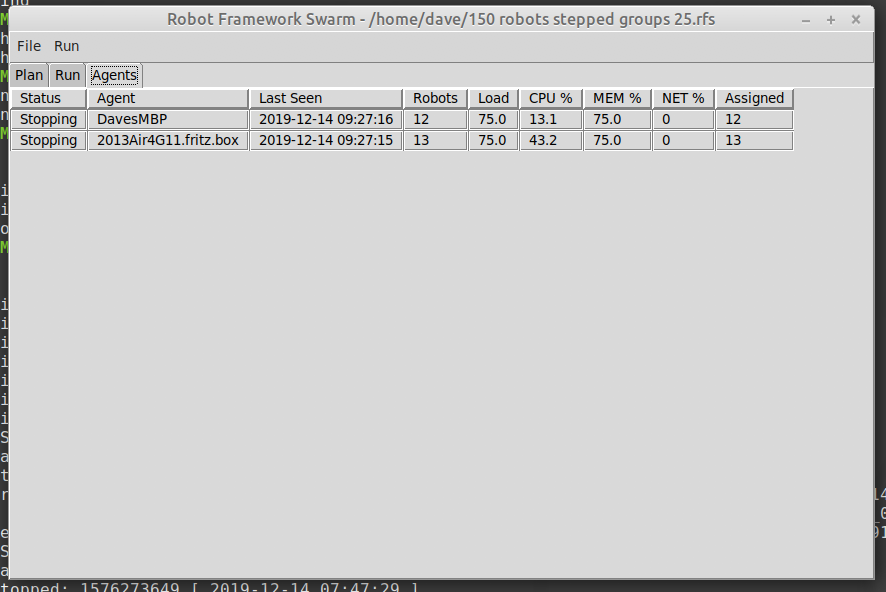 Robot Framework Swarm - /home/dave/150 robots stepped groups 25.rfs
File Run
Plan Run Agents
Status Agent Last Seen Robots Load CPU % MEM % NET % Assigned
Stopping DavesMBP 2019-12-14 09:27:16 12 75.0 13.1 75.0 0 12
Stopping 2013Air4G11.fritz.box 2019-12-14 09:27:15 13 75.0 43.2 75.0 0 13
topped: 1576273649 [ 2019-12-14 07:47:29 ]